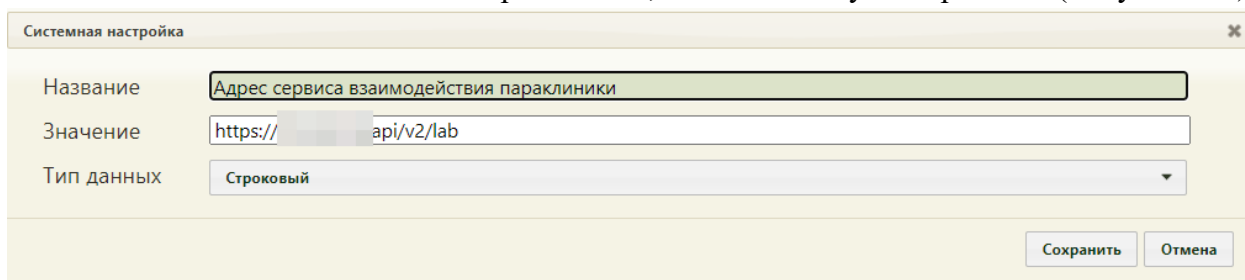 Системная настройка
Название Адрес сервиса взаимодействия параклиники
Значение https:// api/v2/lab
Тип данных Строковый
Сохранить Отмена